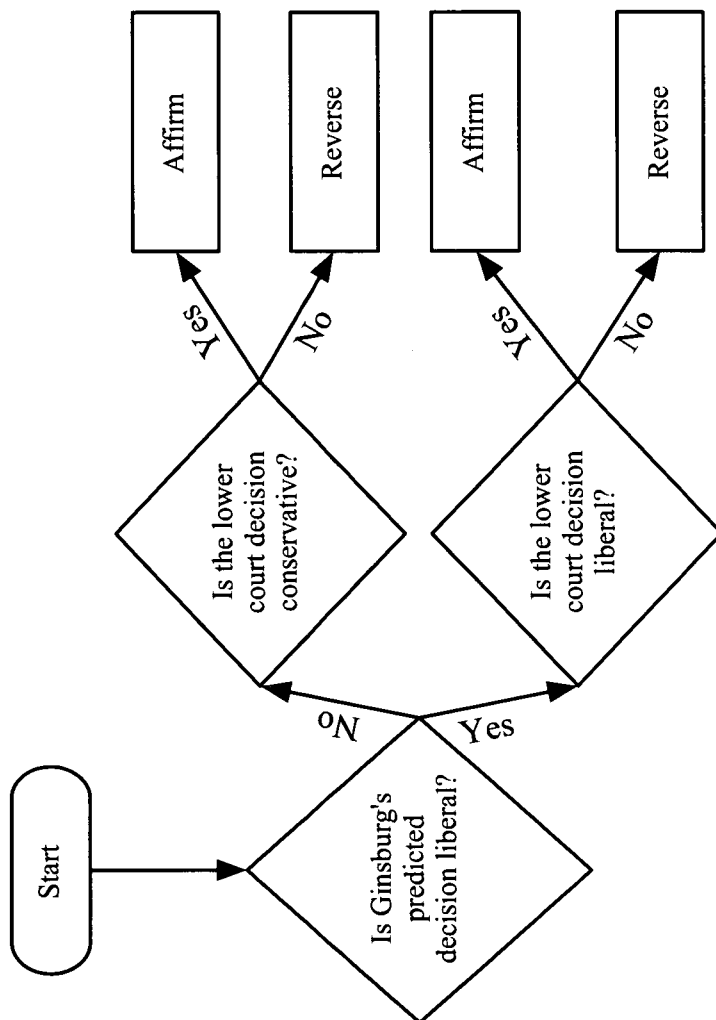 Start
Is Ginsburg's
predicted
decision liberal?
Yes
No
Is the lower
court decision
liberal?
Is the lower
court decision
conservative?
No
Yes
No
Yes
Reverse
Affirm
Reverse
Affirm